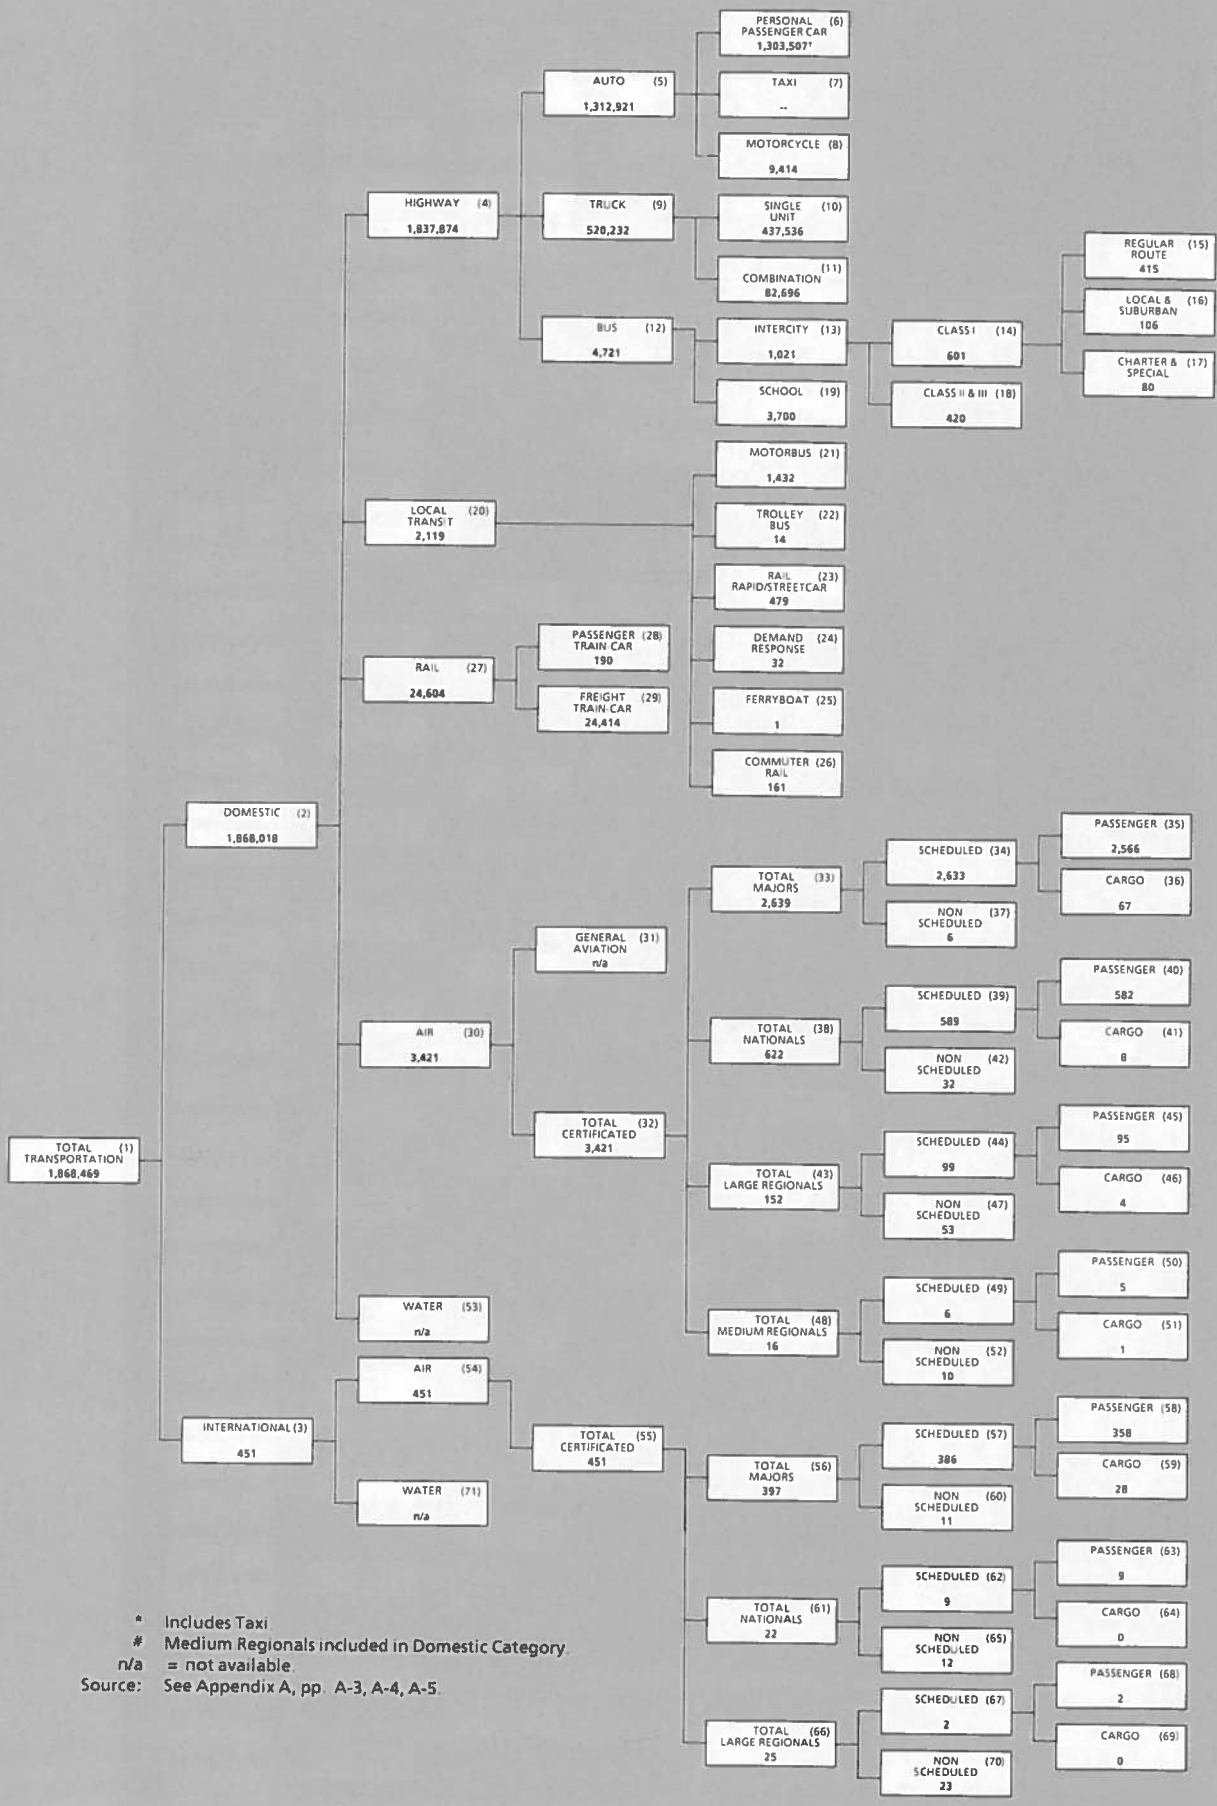 PERSONAL (6)
PASSENGER CAR
1,303,507†
AUTO (5)
1,312,921
TAXI (7)
--
MOTORCYCLE (8)
9,414
HIGHWAY (4)
1,837,874
TRUCK (9)
520,232
SINGLE (10)
UNIT
437,536
(11)
COMBINATION
82,696
BUS (12)
4,721
INTERCITY (13)
1,021
CLASS I (14)
601
REGULAR (15)
ROUTE
415
LOCAL & (16)
SUBURBAN
106
CHARTER & (17)
SPECIAL
80
SCHOOL (19)
3,700
CLASS II & III (18)
420
MOTORBUS (21)
1,432
LOCAL (20)
TRANSIT
2,119
TROLLEY (22)
BUS
14
RAIL (23)
RAPID/STREETCAR
479
DEMAND (24)
RESPONSE
32
FERRYBOAT (25)
1
COMMUTER (26)
RAIL
161
RAIL (27)
24,604
PASSENGER (28)
TRAIN CAR
190
FREIGHT (29)
TRAIN-CAR
24,414
DOMESTIC (2)
1,868,018
TOTAL (33)
MAJORS
2,639
SCHEDULED (34)
2,633
PASSENGER (35)
2,566
CARGO (36)
67
NON (37)
SCHEDULED
6
GENERAL (31)
AVIATION
n/a
AIR (30)
3,421
TOTAL (38)
NATIONALS
622
SCHEDULED (39)
589
PASSENGER (40)
582
CARGO (41)
8
NON (42)
SCHEDULED
32
TOTAL (32)
CERTIFICATED
3,421
TOTAL (1)
TRANSPORTATION
1,868,469
TOTAL (43)
LARGE REGIONALS
152
SCHEDULED (44)
99
PASSENGER (45)
95
CARGO (46)
4
NON (47)
SCHEDULED
53
TOTAL (48)
MEDIUM REGIONALS
16
SCHEDULED (49)
6
PASSENGER (50)
5
CARGO (51)
1
NON (52)
SCHEDULED
10
WATER (53)
n/a
AIR (54)
451
INTERNATIONAL (3)
451
TOTAL (55)
CERTIFICATED
451
WATER (71)
n/a
TOTAL (56)
MAJORS
397
SCHEDULED (57)
386
PASSENGER (58)
358
CARGO (59)
28
NON (60)
SCHEDULED
11
TOTAL (61)
NATIONALS
22
SCHEDULED (62)
9
PASSENGER (63)
9
CARGO (64)
0
NON (65)
SCHEDULED
12
TOTAL (66)
LARGE REGIONALS
25
SCHEDULED (67)
2
PASSENGER (68)
2
CARGO (69)
0
NON (70)
SCHEDULED
23
* Includes Taxi
# Medium Regionals included in Domestic Category.
n/a = not available.
Source: See Appendix A, pp. A-3, A-4, A-5.